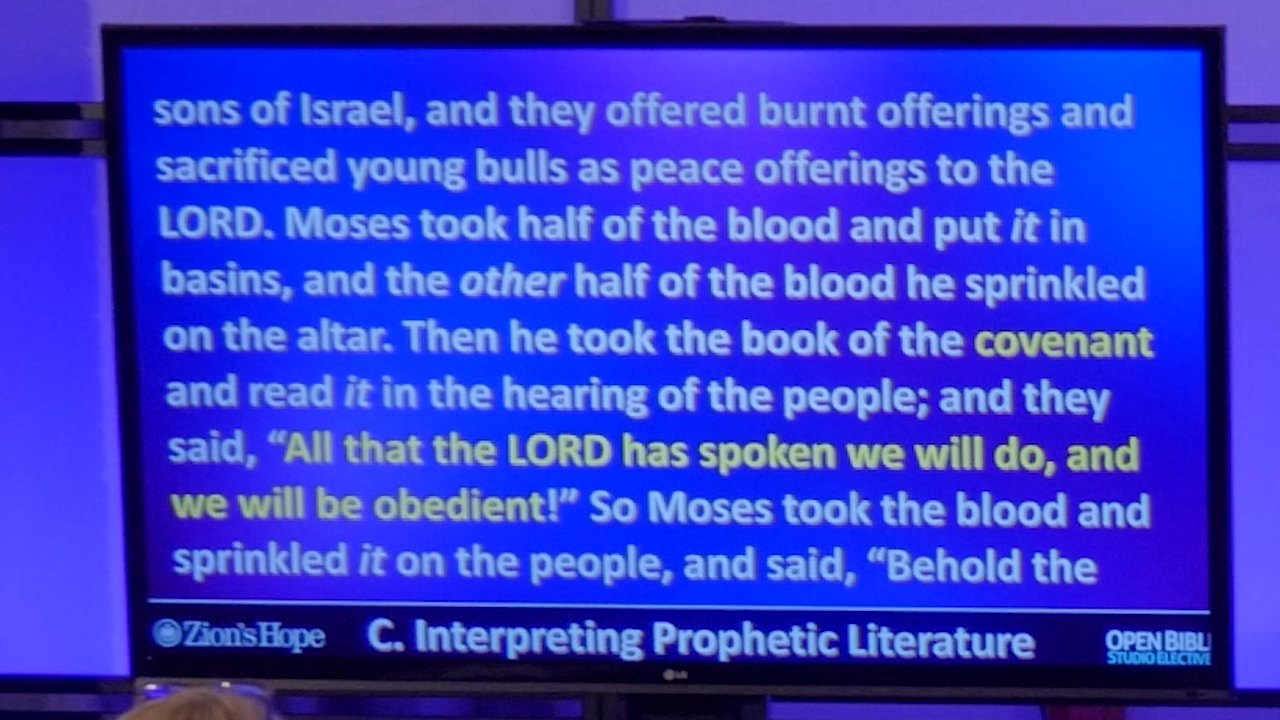 sons of Israel, and they offered burnt offerings and
sacrificed young bulls as peace offerings to the
LORD. Moses took half of the blood and put it in
basins, and the other half of the blood he sprinkled
on the altar. Then he took the book of the covenant
and read it in the hearing of the people; and they
said, “All that the LORD has spoken we will do, and
we will be obedient!” So Moses took the blood and
sprinkled it on the people, and said, “Behold the
Zion's Hope
C. Interpreting Prophetic Literature
OPEN BIBL
STUDIO ELECTIVE
LG